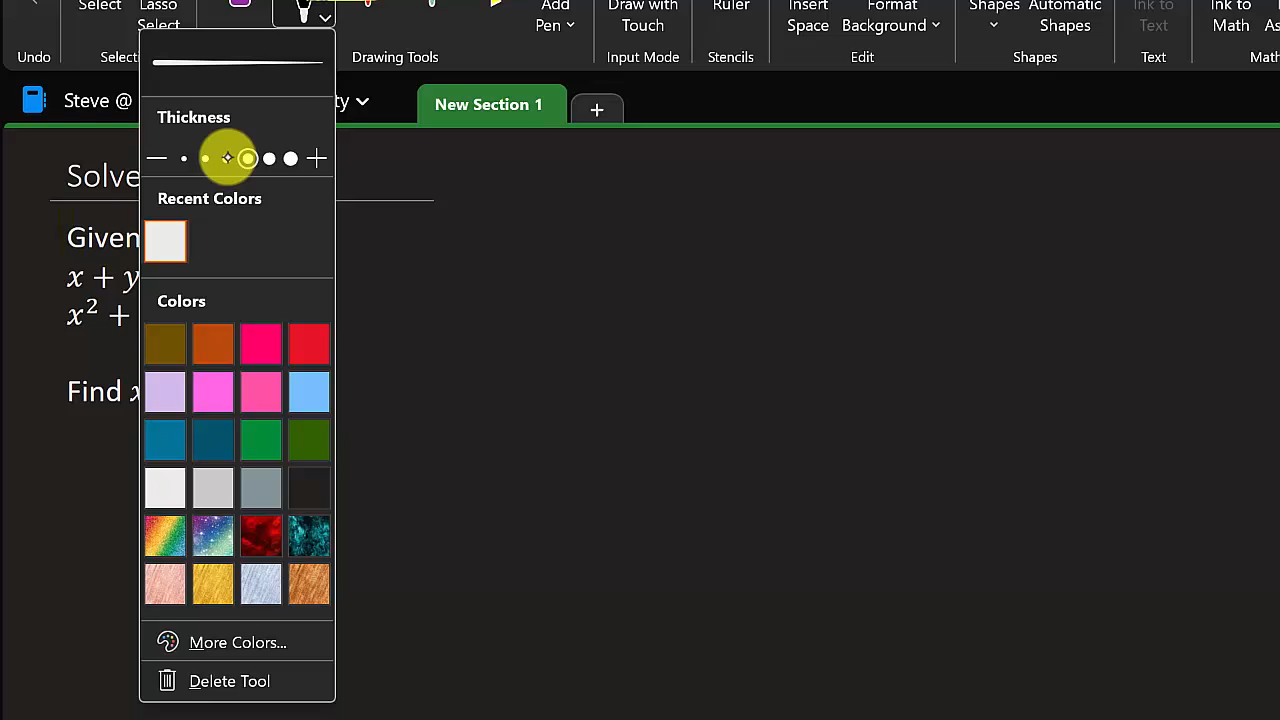 Select Lasso Select Add Pen Draw with Touch Ruler Insert Space Format Background Shapes Automatic Shapes Ink to Text Ink to Math
Undo Drawing Tools Input Mode Stencils Edit Shapes Text Math
Steve @ New Section 1 +
Thickness
Solve
Recent Colors
Given
x + y
x² +
Colors
Find
More Colors...
Delete Tool